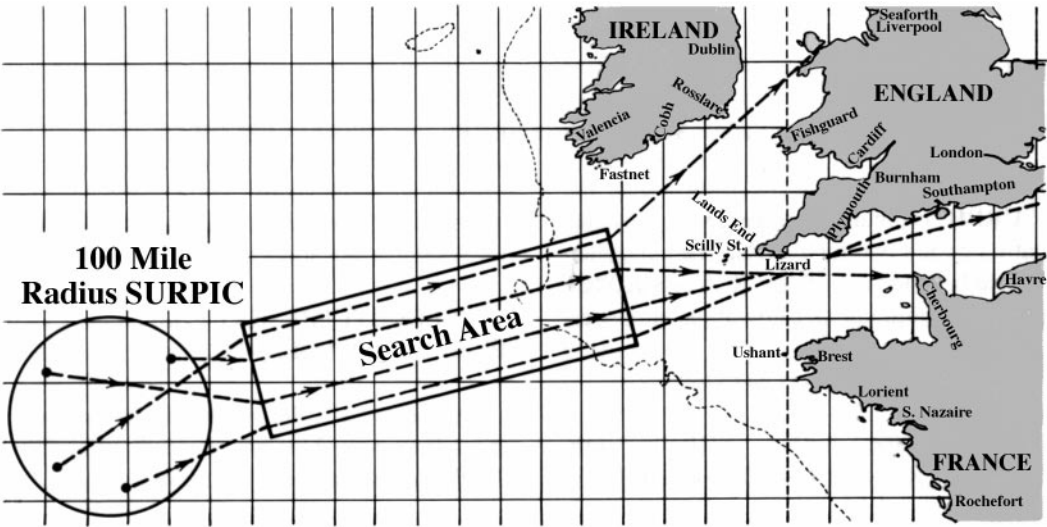 Seaforth
Liverpool
IRELAND
Dublin
ENGLAND
Rosslare
Cobh
Valencia
Fishguard
Cardiff
London
Fastnet
Burnham
Southampton
Plymouth
Lands End
Scilly St.
Lizard
100 Mile
Radius SURPIC
Havre
Cherbourg
Search Area
Ushant
Brest
Lorient
S. Nazaire
FRANCE
Rochefort